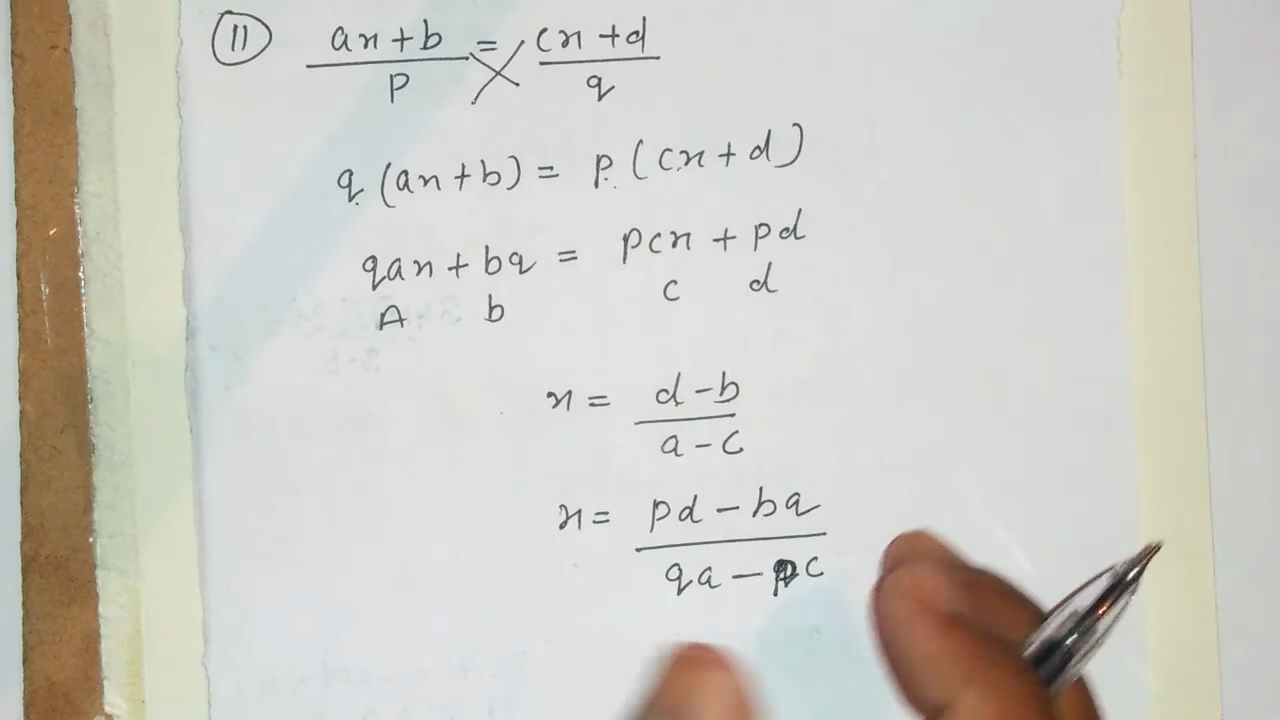 11 ax+b / p = cx+d / q
q(ax+b) = p(cx+d)
qax + bq = pcx + pd
A b c d
x = d-b / a-c
x = pd-bq / qa-pc